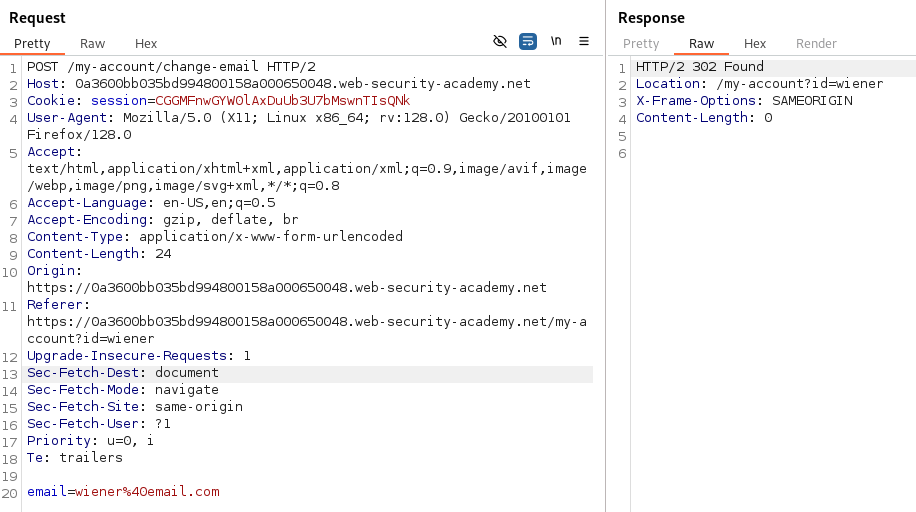 Request
Pretty Raw Hex
\n
1 POST /my-account/change-email HTTP/2
2 Host: 0a3600bb035bd994800158a000650048.web-security-academy.net
3 Cookie: session=CGGMFnwGYWOlAxDuUb3U7bMswnTIsQNk
4 User-Agent: Mozilla/5.0 (X11; Linux x86_64; rv:128.0) Gecko/20100101
Firefox/128.0
5 Accept:
text/html,application/xhtml+xml,application/xml;q=0.9,image/avif,image
/webp,image/png,image/svg+xml,*/*;q=0.8
6 Accept-Language: en-US,en;q=0.5
7 Accept-Encoding: gzip, deflate, br
8 Content-Type: application/x-www-form-urlencoded
9 Content-Length: 24
10 Origin:
https://0a3600bb035bd994800158a000650048.web-security-academy.net
11 Referer:
https://0a3600bb035bd994800158a000650048.web-security-academy.net/my-a
ccount?id=wiener
12 Upgrade-Insecure-Requests: 1
13 Sec-Fetch-Dest: document
14 Sec-Fetch-Mode: navigate
15 Sec-Fetch-Site: same-origin
16 Sec-Fetch-User: ?1
17 Priority: u=0, i
18 Te: trailers
19
20 email=wiener%40email.com
Response
Pretty Raw Hex Render
1 HTTP/2 302 Found
2 Location: /my-account?id=wiener
3 X-Frame-Options: SAMEORIGIN
4 Content-Length: 0
5
6